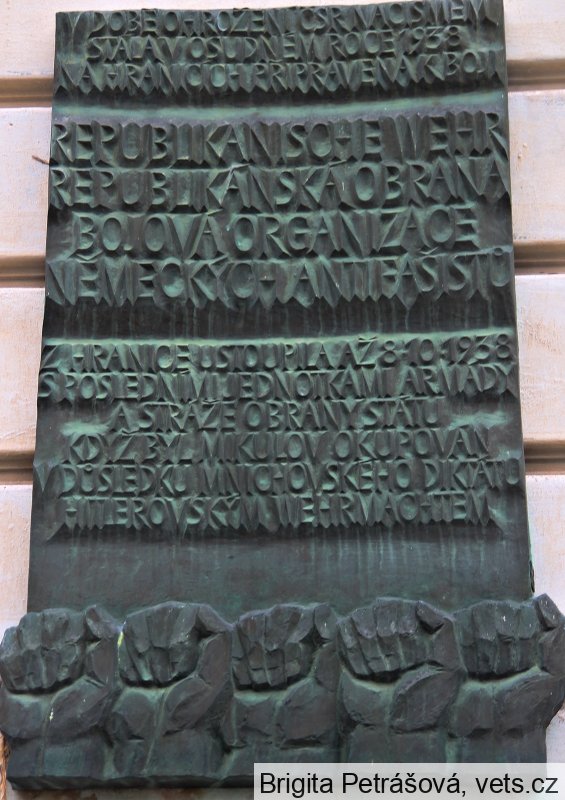 V DOBĚ OHROŽENÍ ČSR NACISMEM
STÁLA V OSUDNÉM ROCE 1938
NA HRANICÍCH PŘIPRAVENA K BOJI
REPUBLIKANISCHE WEHR
REPUBLIKÁNSKÁ OBRANA
BOJOVÁ ORGANIZACE
NĚMECKÝCH ANTIFAŠISTŮ
Z HRANICE USTOUPILA AŽ 8·10·1938
S POSLEDNÍMI JEDNOTKAMI ARMÁDY
A STRÁŽE OBRANY STÁTU
KDYŽ BYL MIKULOV OKUPOVÁN
V DŮSLEDKU MNICHOVSKÉHO DIKTÁTU
HITLEROVSKÝM WEHRMACHTEM
Brigita Petrášová, vets.cz